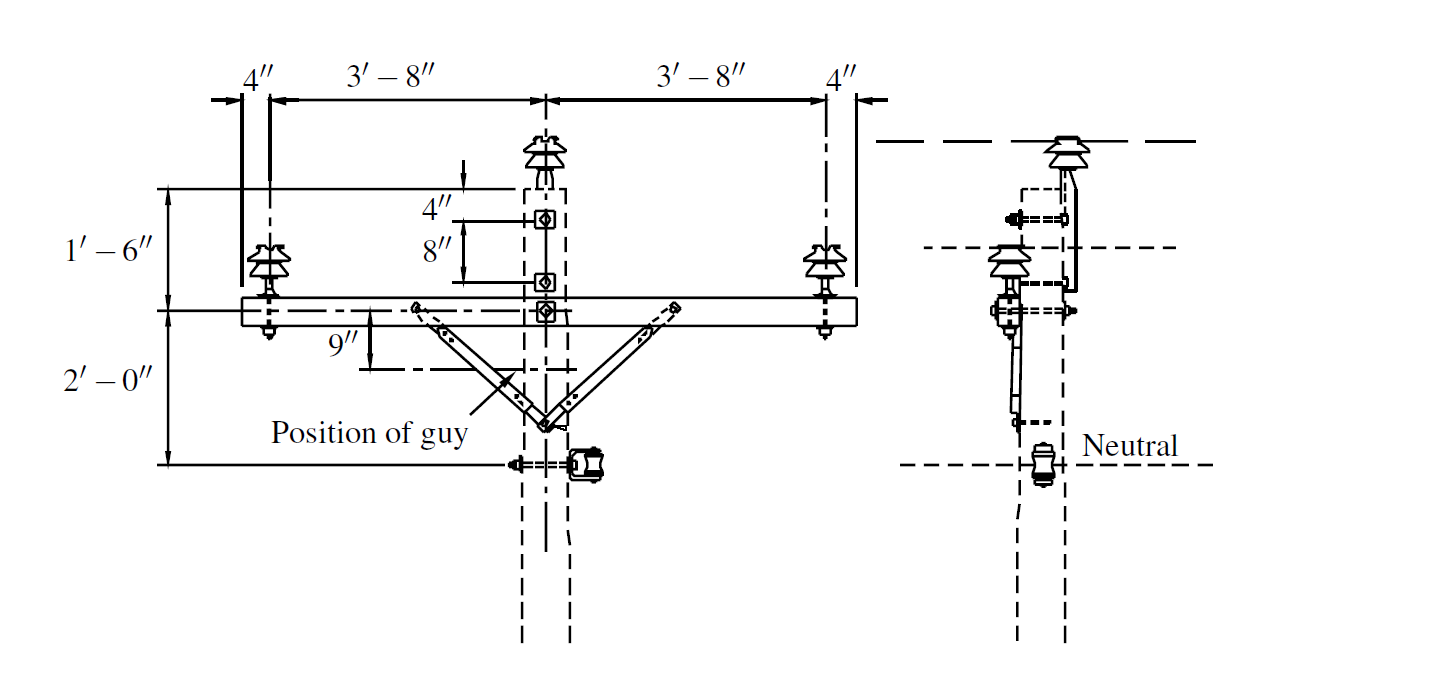 4″ 3′ – 8″ 3′ – 8″ 4″
4″
1′ – 6″ 8″
9″
2′ – 0″
Position of guy
Neutral